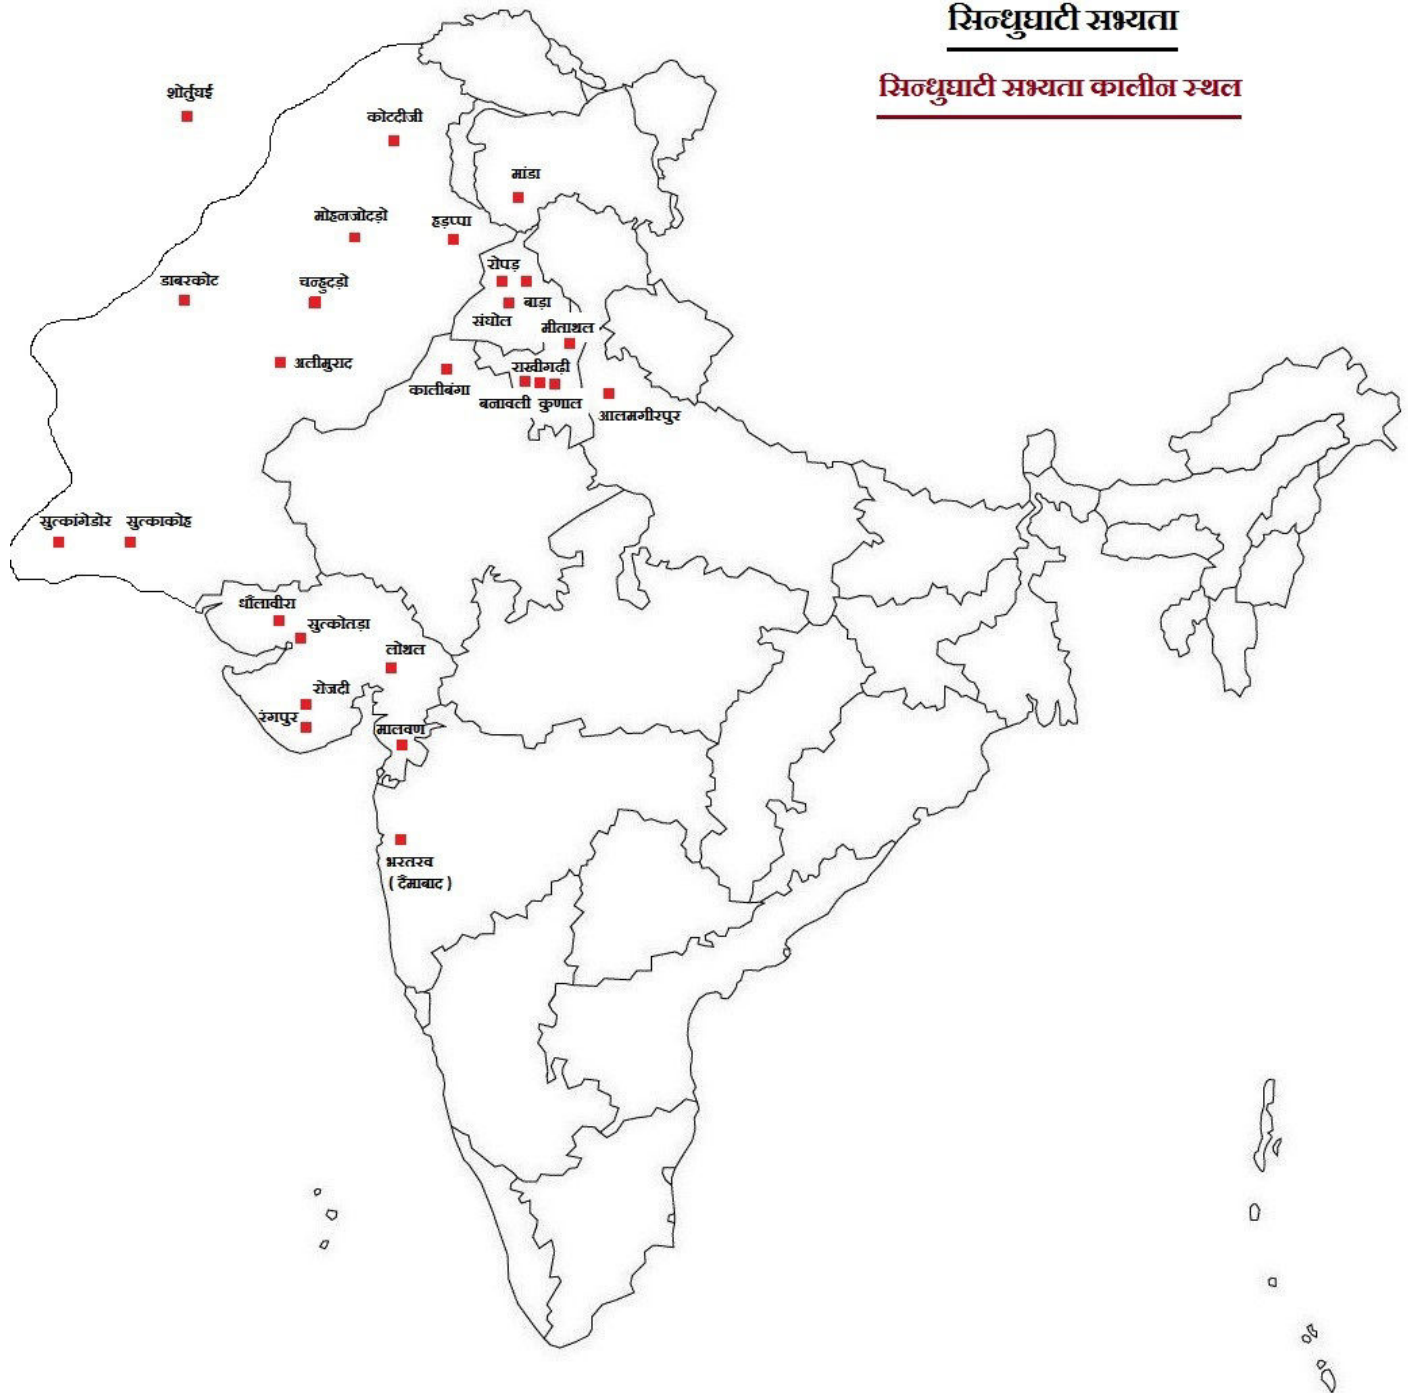 सिन्धुघाटी सभ्यता
सिन्धुघाटी सभ्यता कालीन स्थल
शोर्तुघई
कोटदीजी
मांडा
मोहनजोदड़ो
हड़प्पा
रोपड़
डाबरकोट
चन्हुदड़ो
बाड़ा
संघोल
मीताथल
अलीमुराद
राखीगढ़ी
कालीबंगा
बनावली
कुणाल
आलमगीरपुर
सुत्कांगेडोर
सुत्काकोह
धौलावीरा
सुत्कोतड़ा
लोथल
रोजदी
रंगपुर
मालवण
भरतरव
( दैमाबाद )